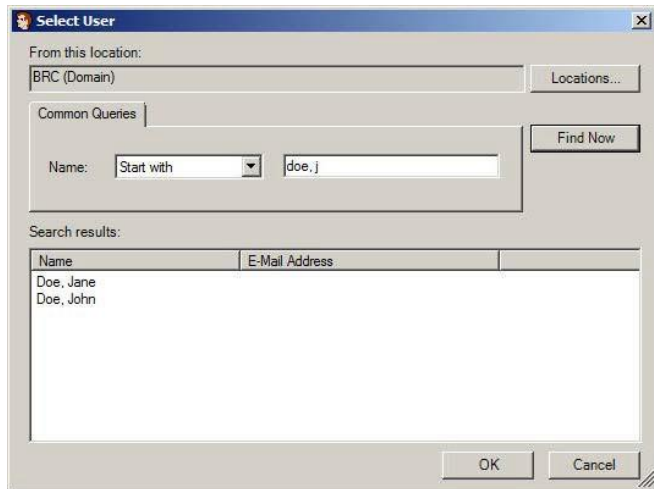 Select User
From this location:
BRC (Domain)
Locations...
Common Queries
Find Now
Name: Start with doe, j
Search results:
Name E-Mail Address
Doe, Jane
Doe, John
OK Cancel